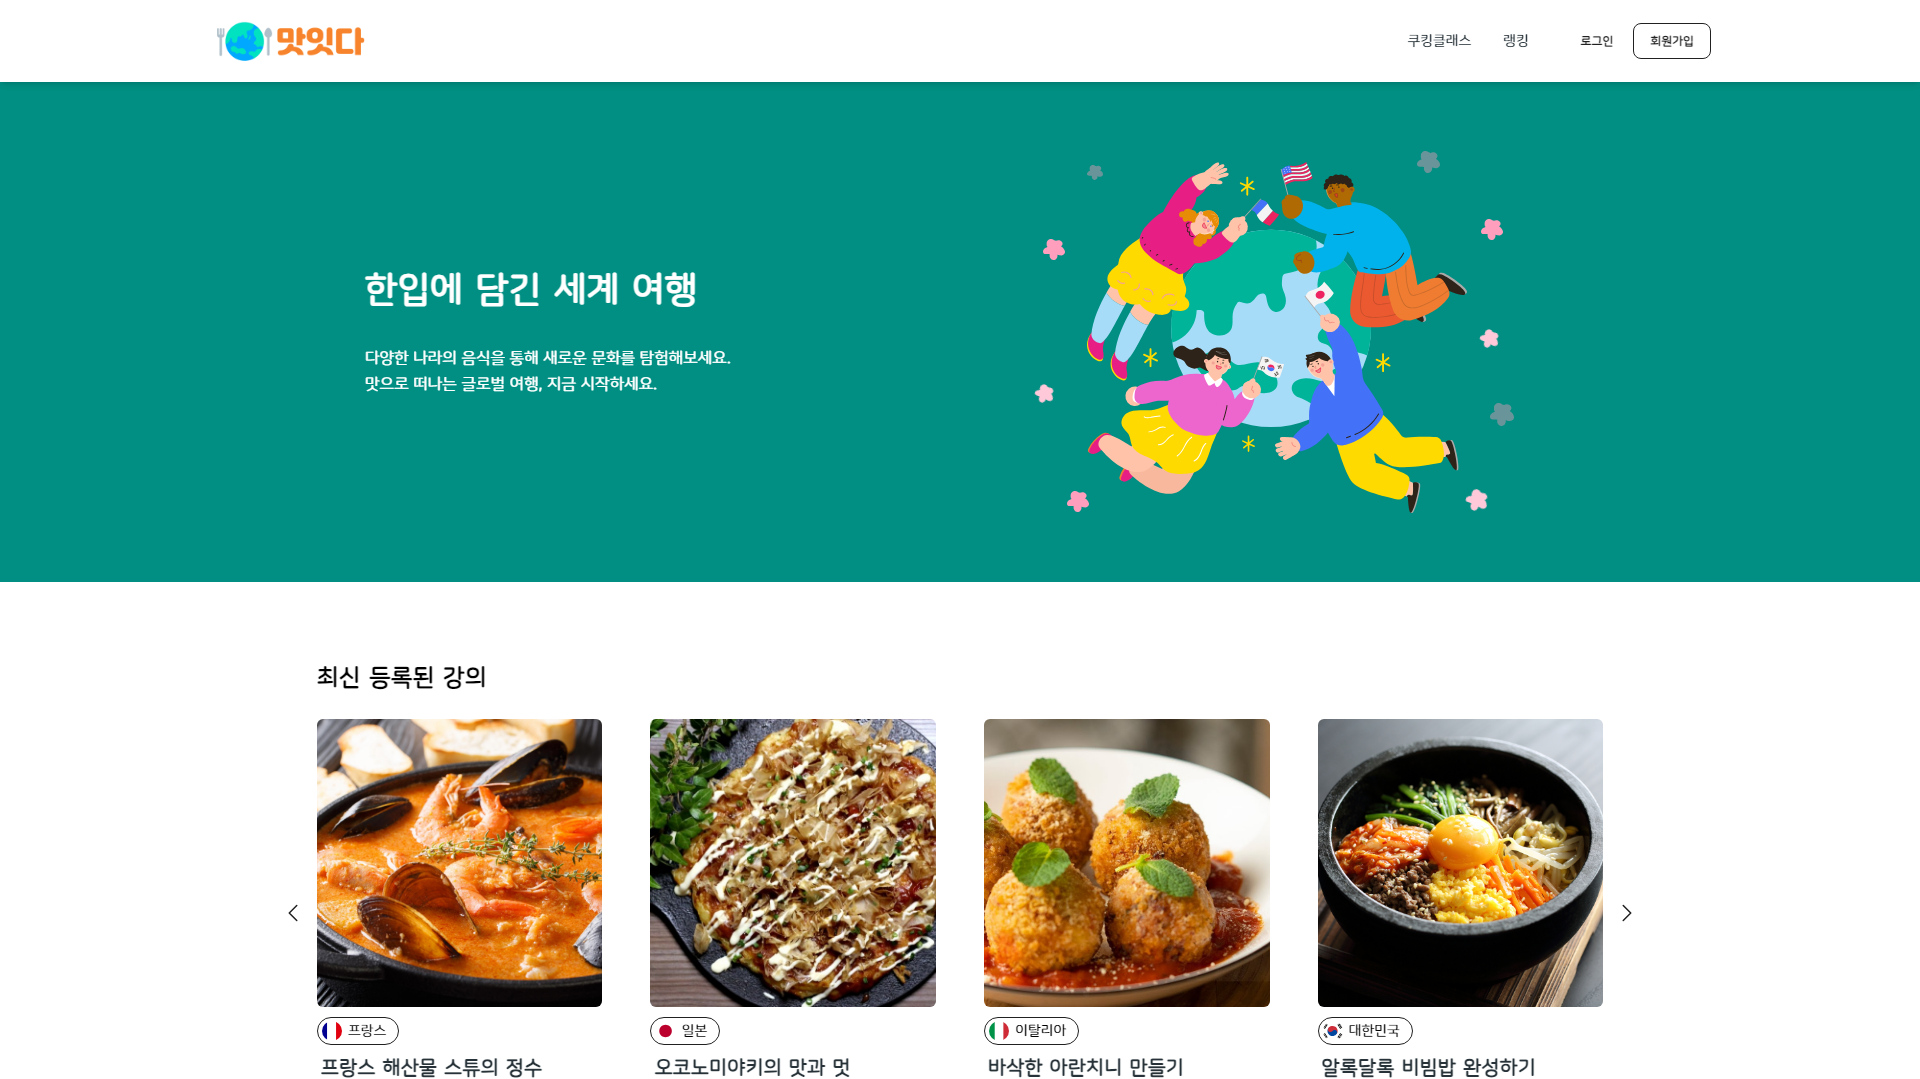 맛잇다
쿠킹클래스 랭킹 로그인 회원가입
한입에 담긴 세계 여행
다양한 나라의 음식을 통해 새로운 문화를 탐험해보세요.
맛으로 떠나는 글로벌 여행, 지금 시작하세요.
최신 등록된 강의
프랑스 일본 이탈리아 대한민국
프랑스 해산물 스튜의 정수 오코노미야키의 맛과 멋 바삭한 아란치니 만들기 알록달록 비빔밥 완성하기